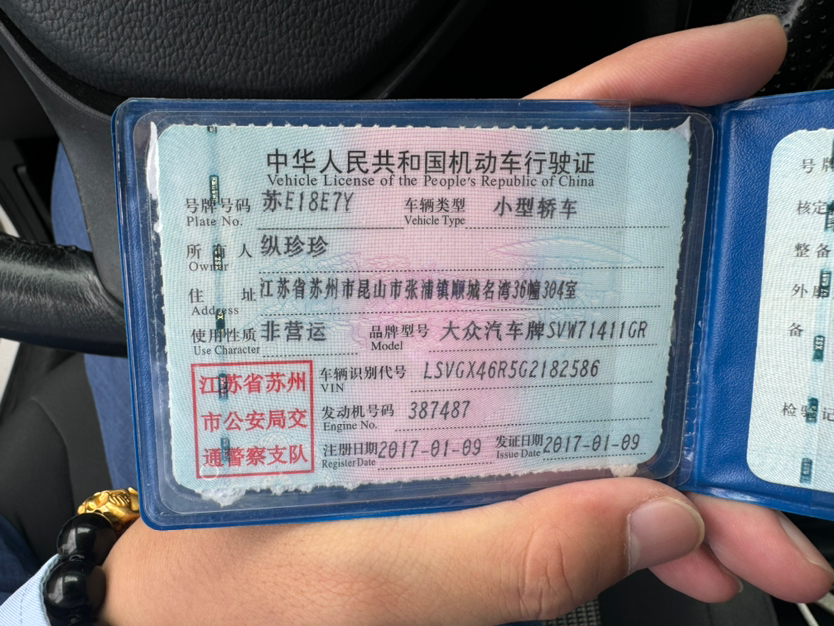 中华人民共和国机动车行驶证
Vehicle License of the People's Republic of China
号牌号码 苏E18E7Y 车辆类型 小型轿车
Plate No. Vehicle Type
所有人 纵珍珍
Owner
住址 江苏省苏州市昆山市张浦镇顺城名湾36幢304室
Address
使用性质 非营运 品牌型号 大众汽车牌SVW71411GR
Use Character Model
江苏省苏州
市公安局交
通警察支队
车辆识别代号 LSVGX46R5G2182586
VIN
发动机号码 387487
Engine No.
注册日期 2017-01-09 发证日期 2017-01-09
Register Date Issue Date
号牌
核定
整备
外
备
检验记